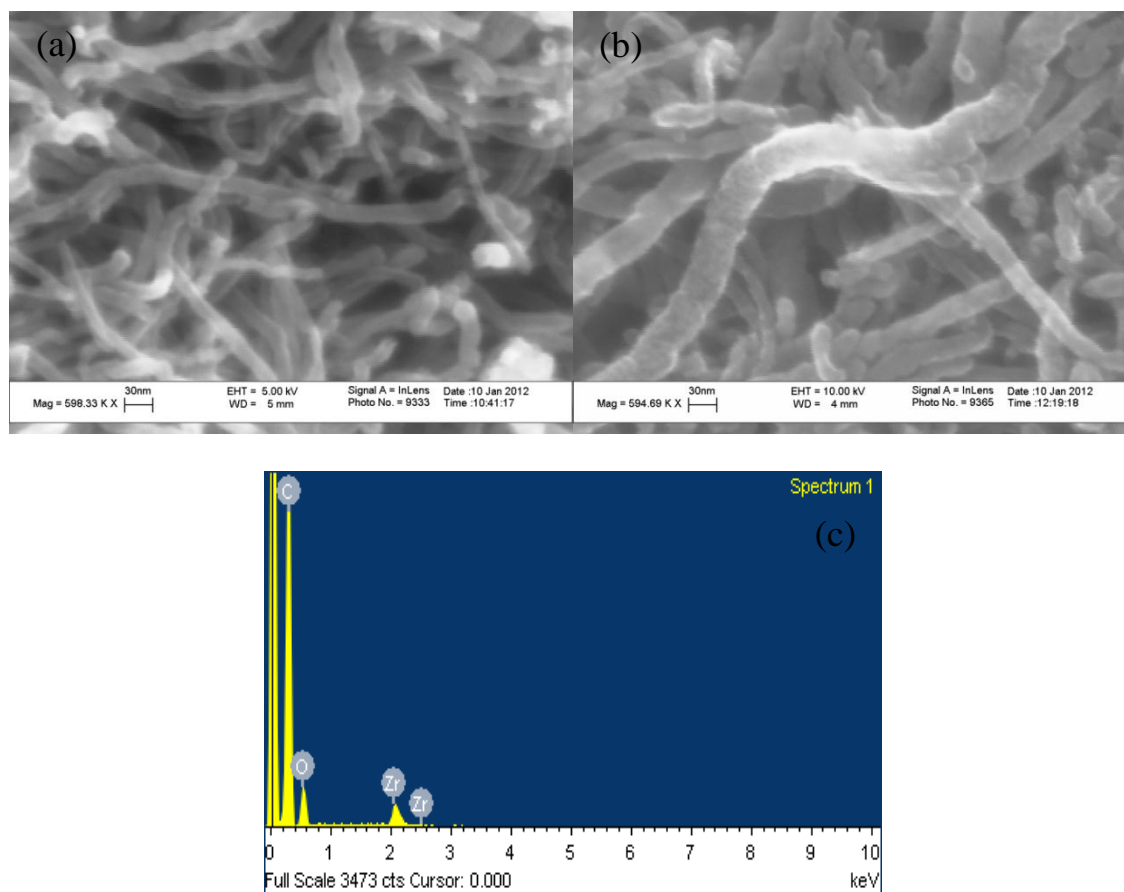 (a)
30nm
Mag = 598.33 K X
EHT = 5.00 kV
WD = 5 mm
Signal A = InLens
Photo No. = 9333
Date :10 Jan 2012
Time :10:41:17
(b)
30nm
Mag = 594.69 K X
EHT = 10.00 kV
WD = 4 mm
Signal A = InLens
Photo No. = 9365
Date :10 Jan 2012
Time :12:19:18
Spectrum 1
(c)
C
O
Zr
Zr
0 1 2 3 4 5 6 7 8 9 10
Full Scale 3473 cts Cursor: 0.000 keV